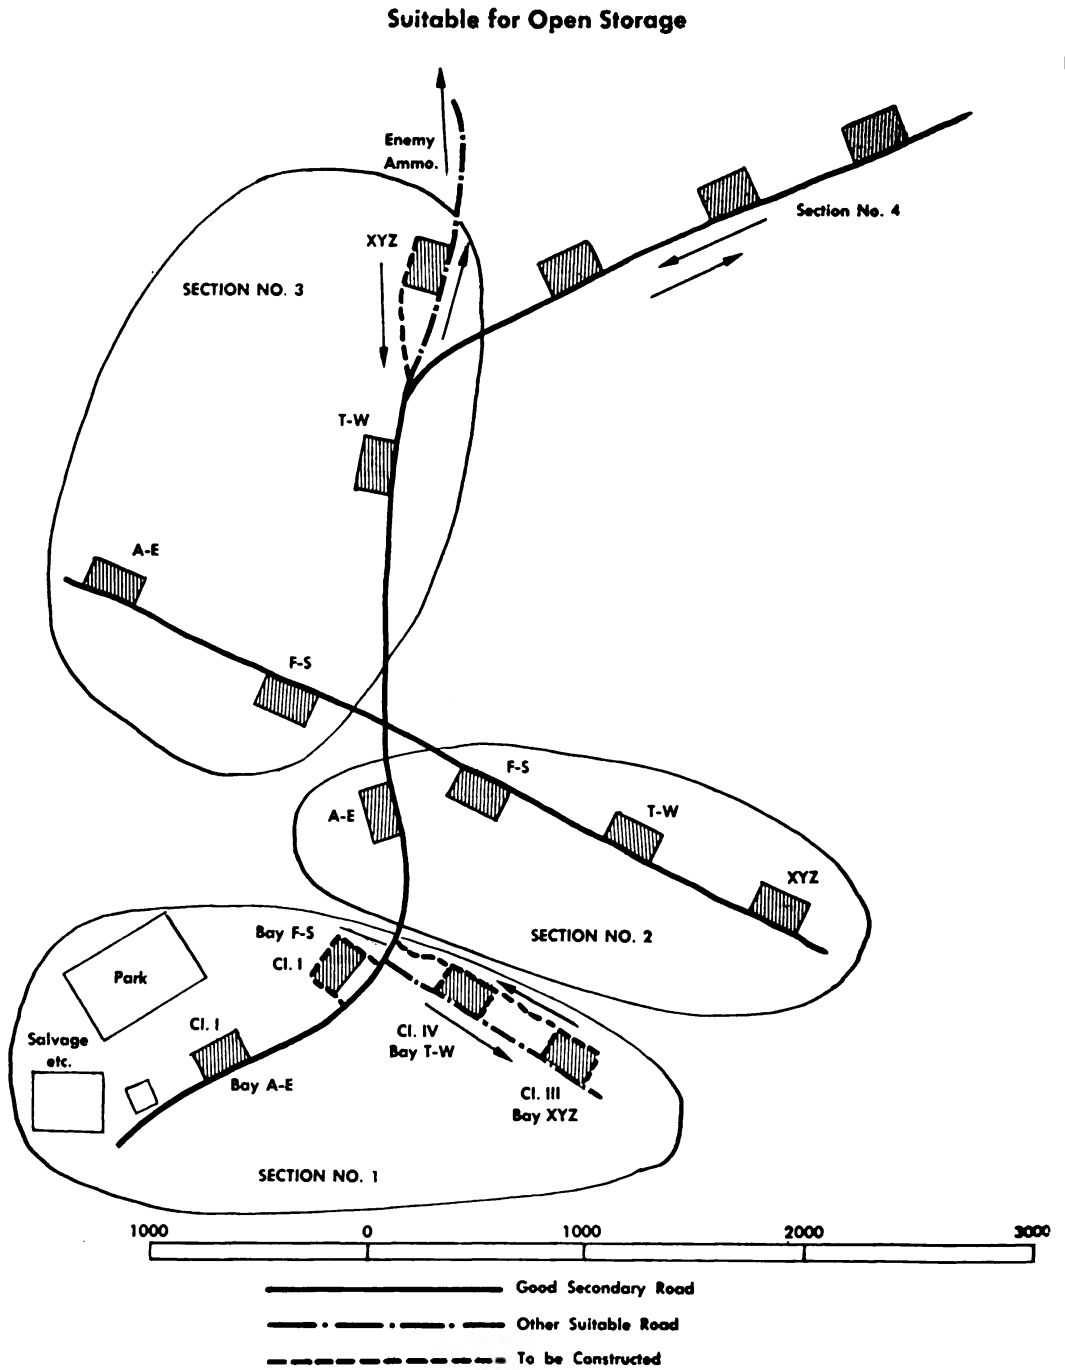 Suitable for Open Storage
Enemy
Ammo.
Section No. 4
XYZ
SECTION NO. 3
T-W
A-E
F-S
F-S
A-E
T-W
XYZ
SECTION NO. 2
Bay F-S
Cl. I
Park
Cl. I
Salvage
etc.
Cl. IV
Bay T-W
Bay A-E
Cl. III
Bay XYZ
SECTION NO. 1
1000 0 1000 2000 3000
Good Secondary Road
Other Suitable Road
To be Constructed